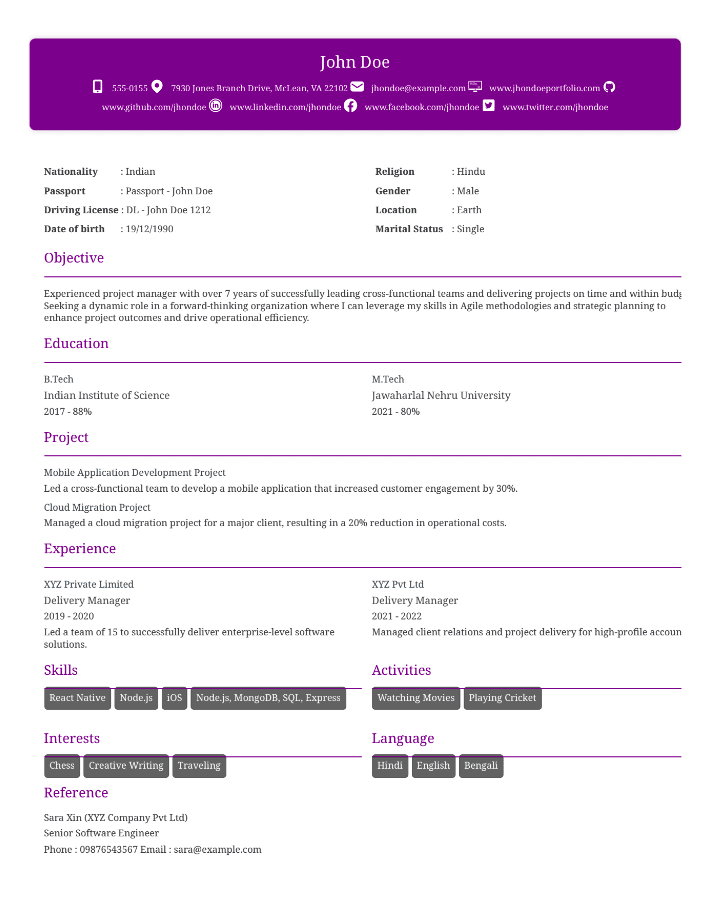 John Doe
555-0155 7930 Jones Branch Drive, McLean, VA 22102 jhondoe@example.com www.jhondoeportfolio.com
www.github.com/jhondoe www.linkedin.com/jhondoe www.facebook.com/jhondoe www.twitter.com/jhondoe
Nationality : Indian
Passport : Passport - John Doe
Driving License : DL - John Doe 1212
Date of birth : 19/12/1990
Religion : Hindu
Gender : Male
Location : Earth
Marital Status : Single
Objective
Experienced project manager with over 7 years of successfully leading cross-functional teams and delivering projects on time and within budg
Seeking a dynamic role in a forward-thinking organization where I can leverage my skills in Agile methodologies and strategic planning to
enhance project outcomes and drive operational efficiency.
Education
B.Tech
Indian Institute of Science
2017 - 88%
M.Tech
Jawaharlal Nehru University
2021 - 80%
Project
Mobile Application Development Project
Led a cross-functional team to develop a mobile application that increased customer engagement by 30%.
Cloud Migration Project
Managed a cloud migration project for a major client, resulting in a 20% reduction in operational costs.
Experience
XYZ Private Limited
Delivery Manager
2019 - 2020
Led a team of 15 to successfully deliver enterprise-level software
solutions.
XYZ Pvt Ltd
Delivery Manager
2021 - 2022
Managed client relations and project delivery for high-profile accoun
Skills
React Native Node.js iOS Node.js, MongoDB, SQL, Express
Activities
Watching Movies Playing Cricket
Interests
Chess Creative Writing Traveling
Language
Hindi English Bengali
Reference
Sara Xin (XYZ Company Pvt Ltd)
Senior Software Engineer
Phone : 09876543567 Email : sara@example.com